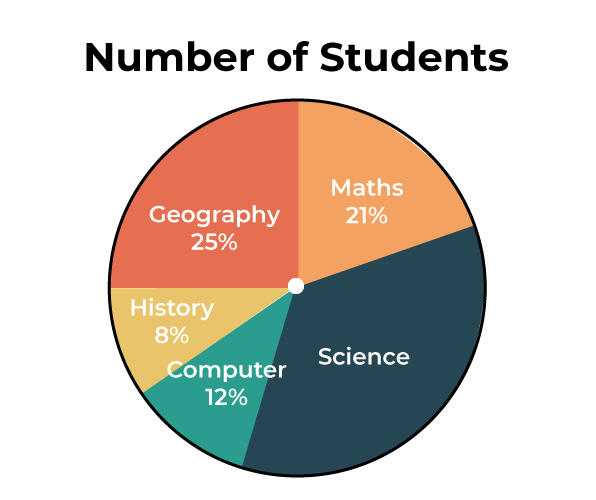 Number of Students
Maths
21%
Geography
25%
History
8%
Science
Computer
12%